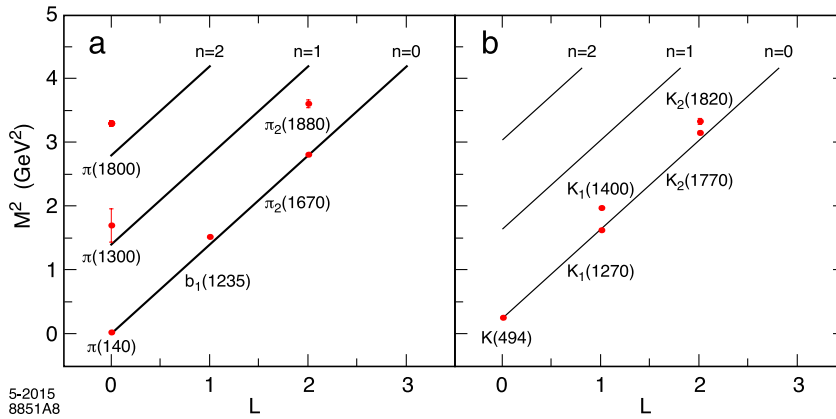 a
n=2
n=1
n=0
b
n=2
n=1
n=0
M² (GeV²)
5
4
3
2
1
0
π(1800)
π(1300)
π(140)
b₁(1235)
π₂(1670)
π₂(1880)
K₂(1820)
K₂(1770)
K₁(1400)
K₁(1270)
K(494)
0
1
2
3
0
1
2
3
L
L
5-2015
8851A8